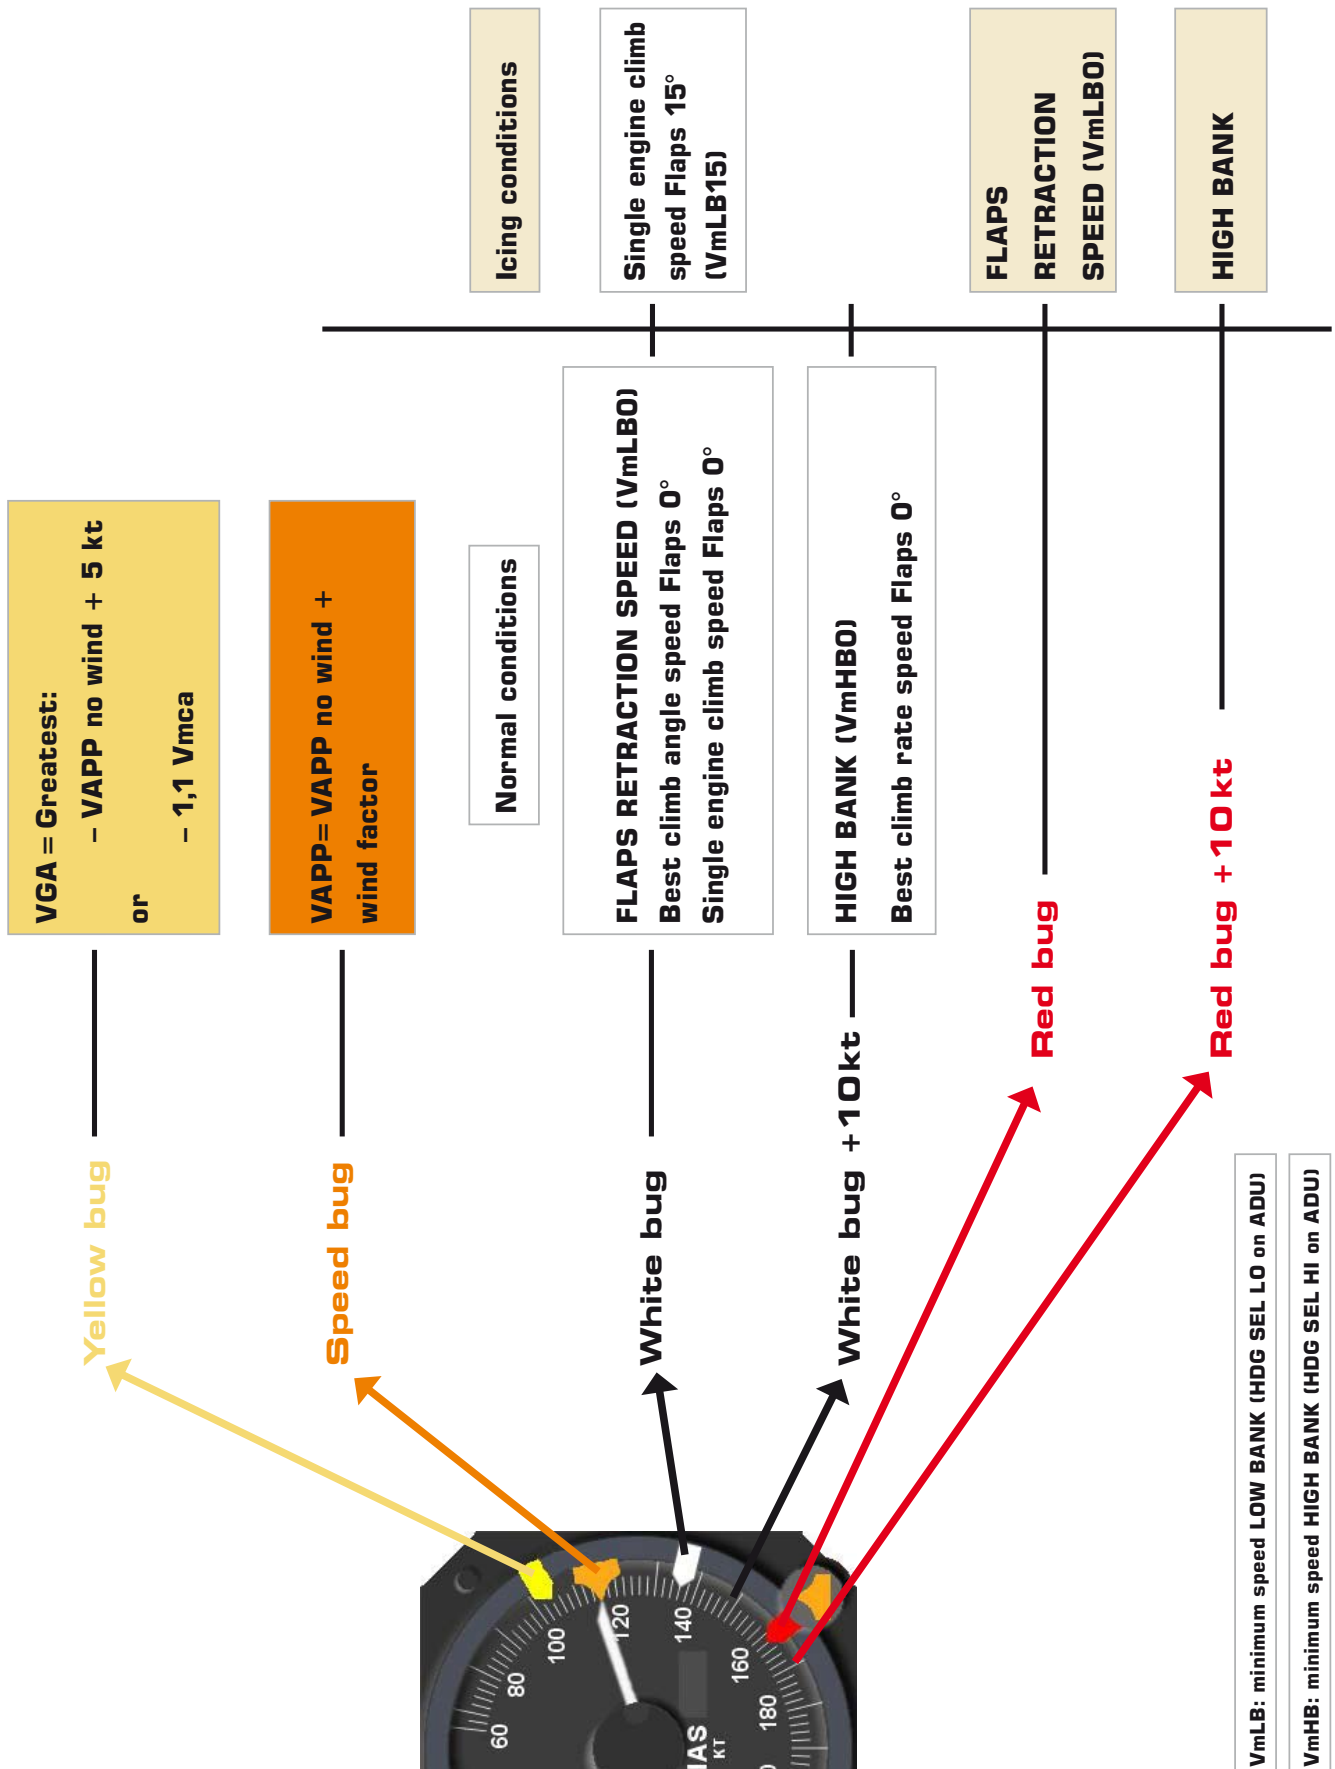 Yellow bug
VGA = Greatest:
– VAPP no wind + 5 kt
or
– 1,1 Vmca
Speed bug
VAPP= VAPP no wind +
wind factor
Normal conditions
Icing conditions
White bug
FLAPS RETRACTION SPEED (VmLB0)
Best climb angle speed Flaps 0°
Single engine climb speed Flaps 0°
Single engine climb
speed Flaps 15°
(VmLB15)
White bug +10kt
HIGH BANK (VmHB0)
Best climb rate speed Flaps 0°
Red bug
FLAPS
RETRACTION
SPEED (VmLB0)
Red bug +10kt
HIGH BANK
60
80
100
120
140
160
180
IAS
KT
VmLB: minimum speed LOW BANK (HDG SEL LO on ADU)
VmHB: minimum speed HIGH BANK (HDG SEL HI on ADU)